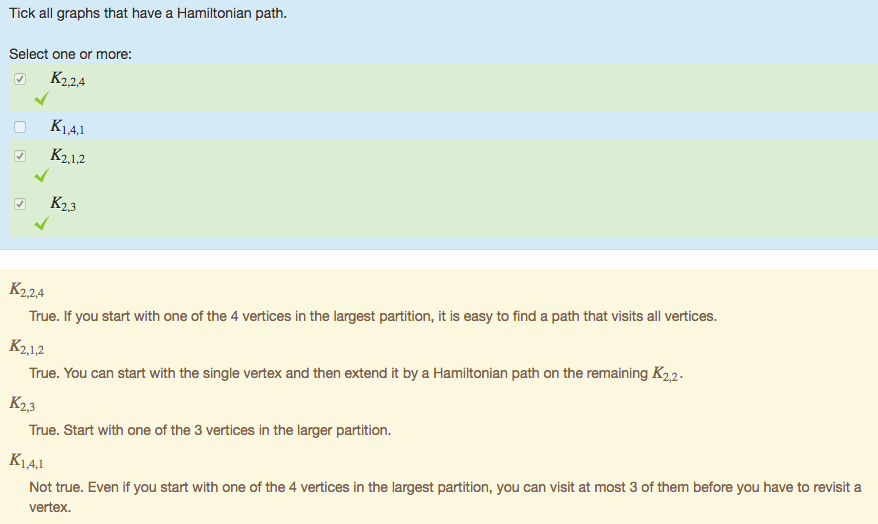 Tick all graphs that have a Hamiltonian path.
Select one or more:
K2,2,4
K1,4,1
K2,1,2
K2,3
K2,2,4
True. If you start with one of the 4 vertices in the largest partition, it is easy to find a path that visits all vertices.
K2,1,2
True. You can start with the single vertex and then extend it by a Hamiltonian path on the remaining K2,2.
K2,3
True. Start with one of the 3 vertices in the larger partition.
K1,4,1
Not true. Even if you start with one of the 4 vertices in the largest partition, you can visit at most 3 of them before you have to revisit a
vertex.